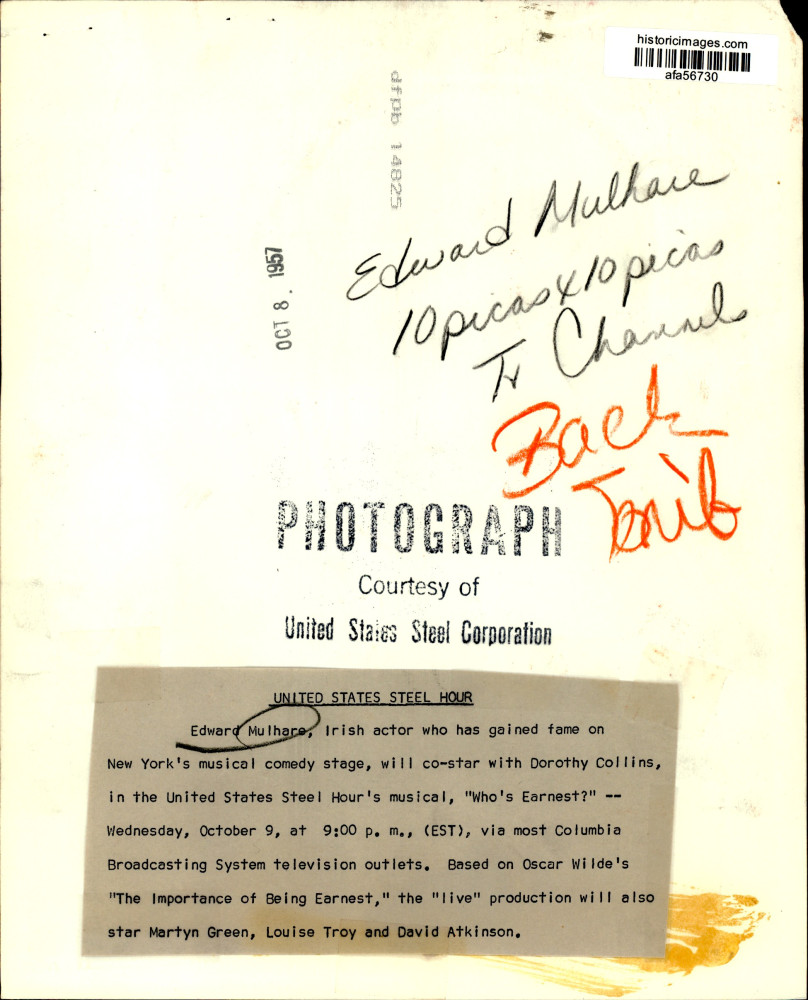 historicimages.com
afa56730
dfpb 14825
OCT 8. 1957
Edward Mulhare
10 picas x 10 picas
Tv Channels
Back
Trib
PHOTOGRAPH
Courtesy of
United States Steel Corporation
UNITED STATES STEEL HOUR
Edward Mulhare, Irish actor who has gained fame on
New York's musical comedy stage, will co-star with Dorothy Collins,
in the United States Steel Hour's musical, "Who's Earnest?" --
Wednesday, October 9, at 9:00 p. m., (EST), via most Columbia
Broadcasting System television outlets. Based on Oscar Wilde's
"The Importance of Being Earnest," the "live" production will also
star Martyn Green, Louise Troy and David Atkinson.